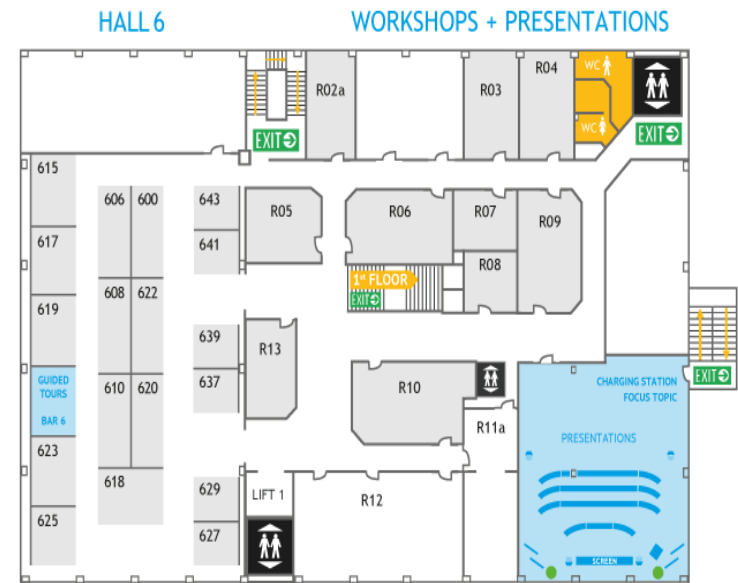 HALL 6
WORKSHOPS + PRESENTATIONS
R02a
R03
R04
WC
WC
EXIT
EXIT
615
606
600
643
R05
R06
R07
R09
617
641
R08
1st FLOOR
EXIT
619
608
622
639
R13
637
GUIDED
TOURS
BAR 6
610
620
R10
CHARGING STATION
FOCUS TOPIC
EXIT
R11a
PRESENTATIONS
623
618
629
LIFT 1
R12
625
627
SCREEN